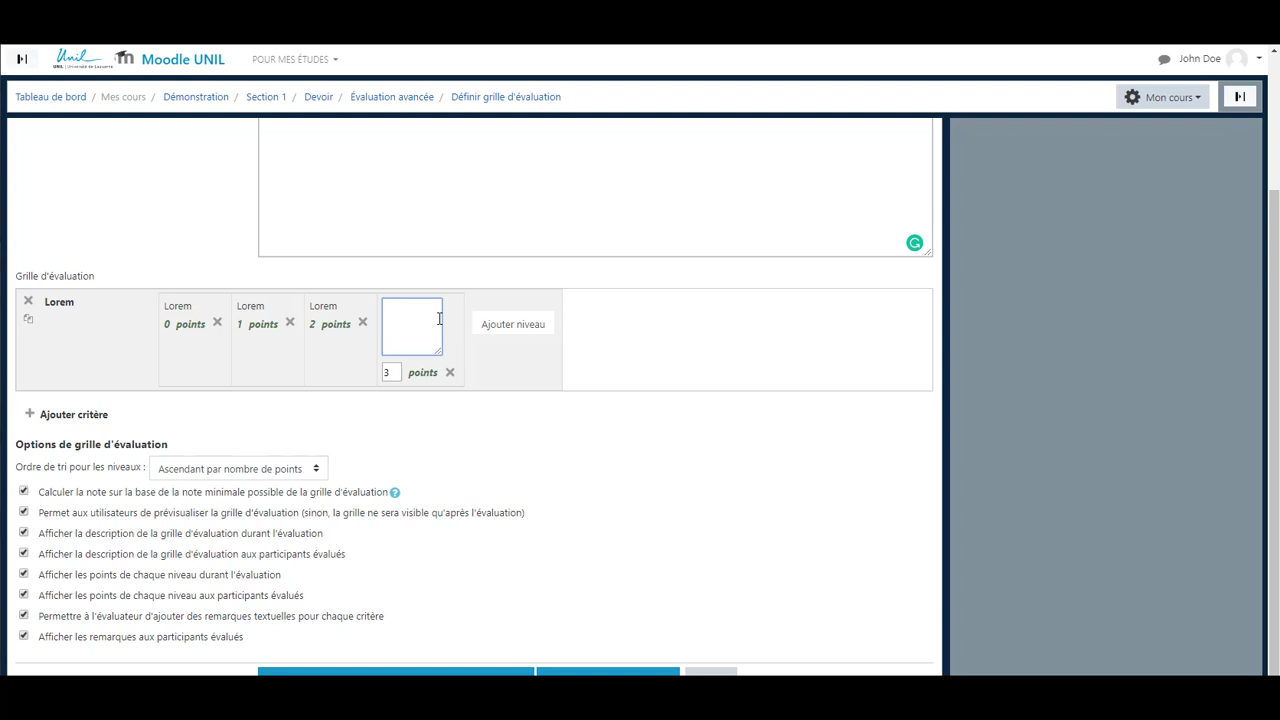 Unil
UNIL | Université de Lausanne
Moodle UNIL
POUR MES ÉTUDES
John Doe
Tableau de bord / Mes cours / Démonstration / Section 1 / Devoir / Évaluation avancée / Définir grille d'évaluation
Mon cours
Grille d'évaluation
Lorem
Lorem
0 points
Lorem
1 points
Lorem
2 points
3 points
Ajouter niveau
Ajouter critère
Options de grille d'évaluation
Ordre de tri pour les niveaux : Ascendant par nombre de points
Calculer la note sur la base de la note minimale possible de la grille d'évaluation
Permet aux utilisateurs de prévisualiser la grille d'évaluation (sinon, la grille ne sera visible qu'après l'évaluation)
Afficher la description de la grille d'évaluation durant l'évaluation
Afficher la description de la grille d'évaluation aux participants évalués
Afficher les points de chaque niveau durant l'évaluation
Afficher les points de chaque niveau aux participants évalués
Permettre à l'évaluateur d'ajouter des remarques textuelles pour chaque critère
Afficher les remarques aux participants évalués